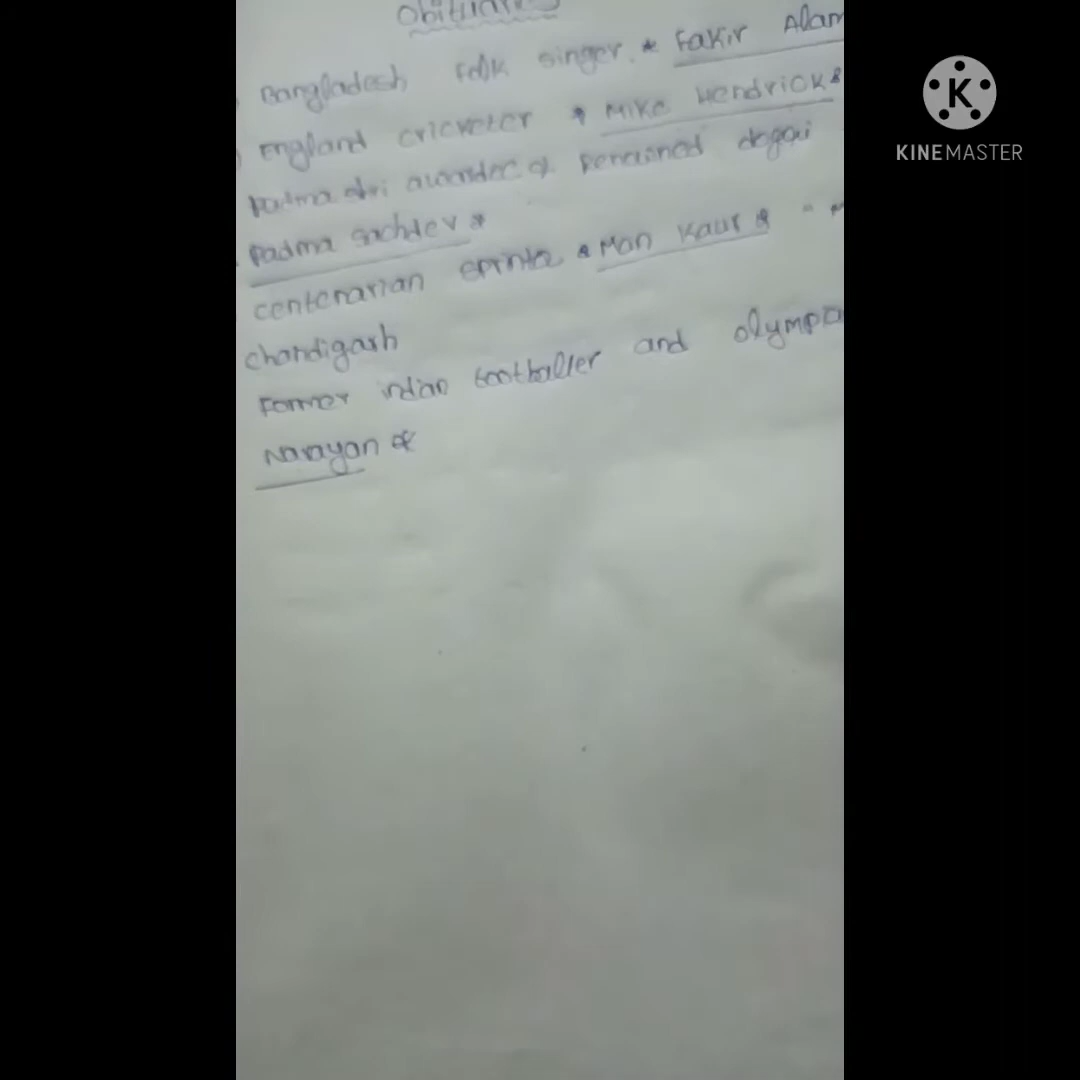 Obituaries
Bangladesh Folk singer * Fakir Alam
England cricketer * Mike Hendrick *
Padma shri awardee & Renowned dogri
Padma Sachdev *
centenarian sprinter * Man Kaur * "
chandigarh
Former indian footballer and olympia
Narayan *
KINEMASTER